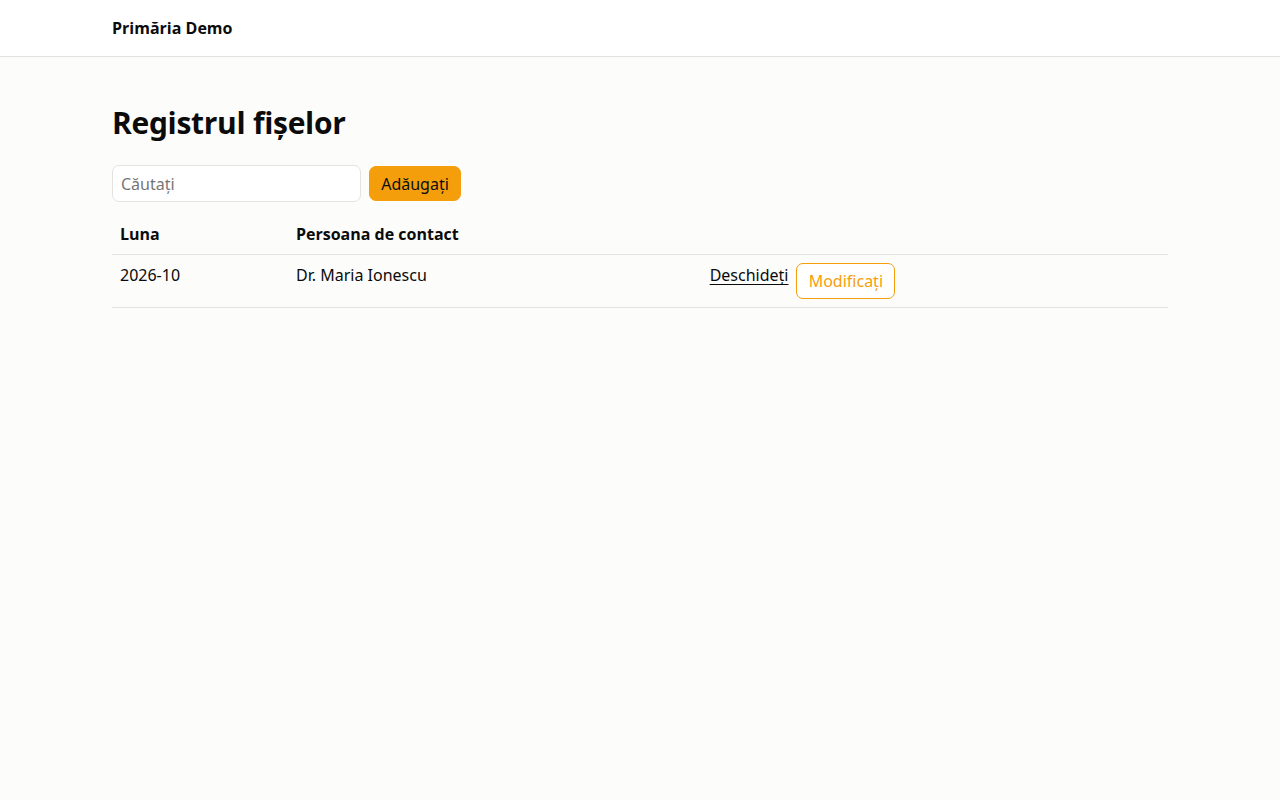 Primăria Demo
Registrul fișelor
Căutați
Adăugați
Luna Persoana de contact
2026-10 Dr. Maria Ionescu Deschideți Modificați